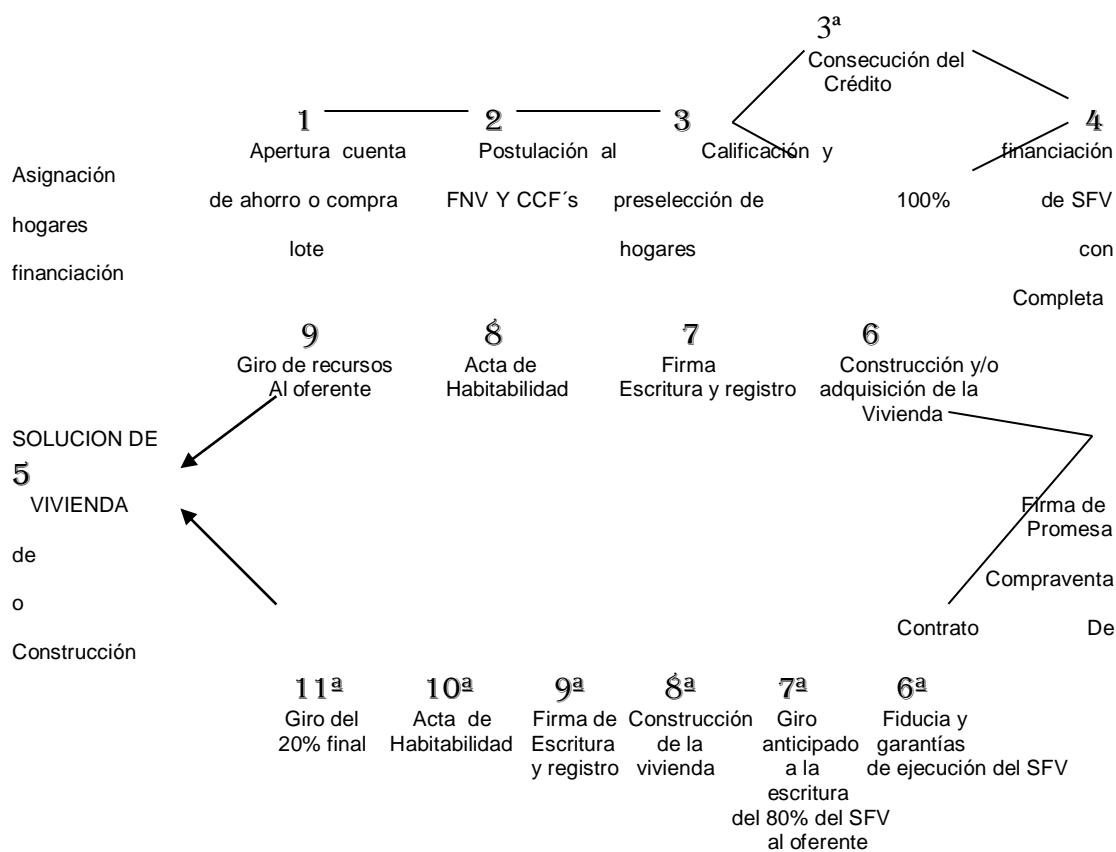 3ª
Consecución del
Crédito
1 2 3 4
Apertura cuenta Postulación al Calificación y financiación
Asignación
de ahorro o compra FNV Y CCF´s preselección de 100% de SFV
hogares
lote hogares con
financiación
Completa
9 8 7 6
Giro de recursos Acta de Firma Construcción y/o
Al oferente Habitabilidad Escritura y registro adquisición de la
Vivienda
SOLUCION DE
5
VIVIENDA Firma de
Promesa
de
Compraventa
o
Contrato De
Construcción
11ª 10ª 9ª 8ª 7ª 6ª
Giro del Acta de Firma de Construcción Giro Fiducia y
20% final Habitabilidad Escritura de la anticipado garantías
y registro vivienda a la de ejecución del SFV
escritura
del 80% del SFV
al oferente